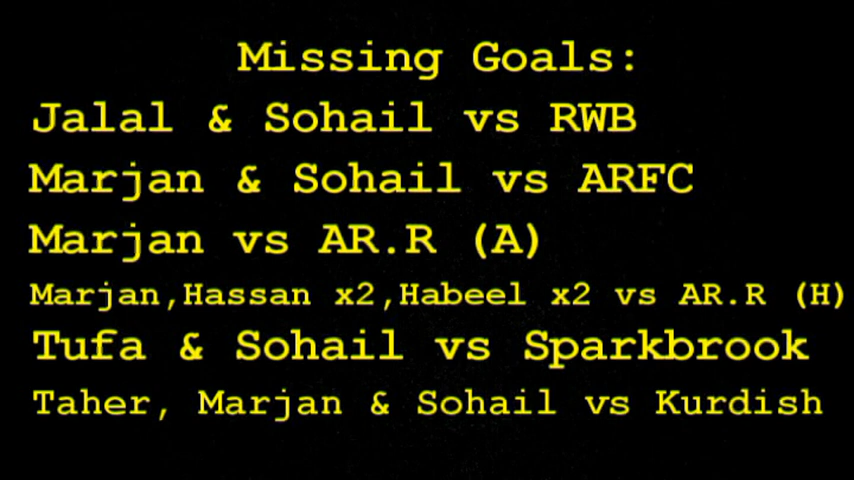 Missing Goals:
Jalal & Sohail vs RWB
Marjan & Sohail vs ARFC
Marjan vs AR.R (A)
Marjan,Hassan x2,Habeel x2 vs AR.R (H)
Tufa & Sohail vs Sparkbrook
Taher, Marjan & Sohail vs Kurdish